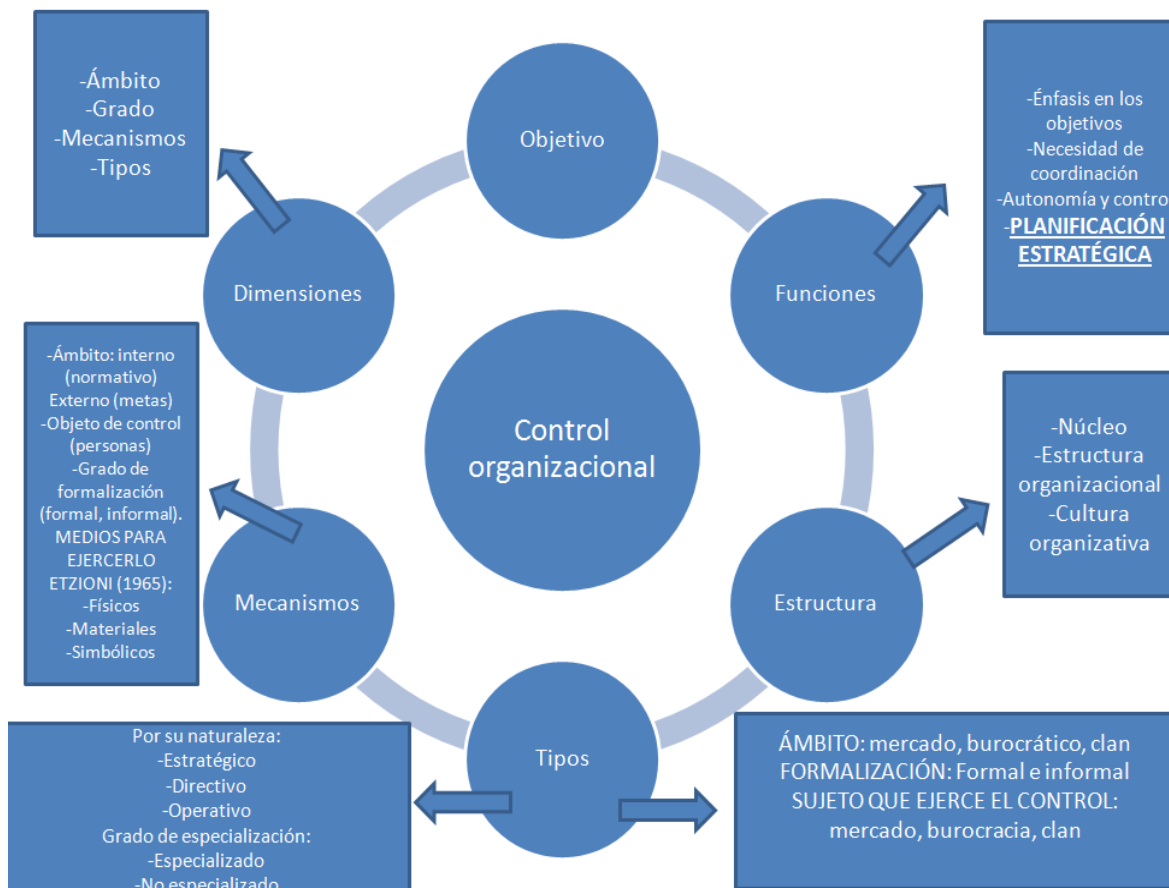 -Ámbito
-Grado
-Mecanismos
-Tipos
Objetivo
-Énfasis en los
objetivos
-Necesidad de
coordinación
-Autonomía y contro
-PLANIFICACIÓN
ESTRATÉGICA
Dimensiones
Funciones
-Ámbito: interno
(normativo)
Externo (metas)
-Objeto de control
(personas)
-Grado de
formalización
(formal, informal).
MEDIOS PARA
EJERCERLO
ETZIONI (1965):
-Físicos
-Materiales
-Simbólicos
Control
organizacional
-Núcleo
-Estructura
organizacional
-Cultura
organizativa
Mecanismos
Estructura
Por su naturaleza:
-Estratégico
-Directivo
-Operativo
Grado de especialización:
-Especializado
-No especializado
Tipos
ÁMBITO: mercado, burocrático, clan
FORMALIZACIÓN: Formal e informal
SUJETO QUE EJERCE EL CONTROL:
mercado, burocracia, clan